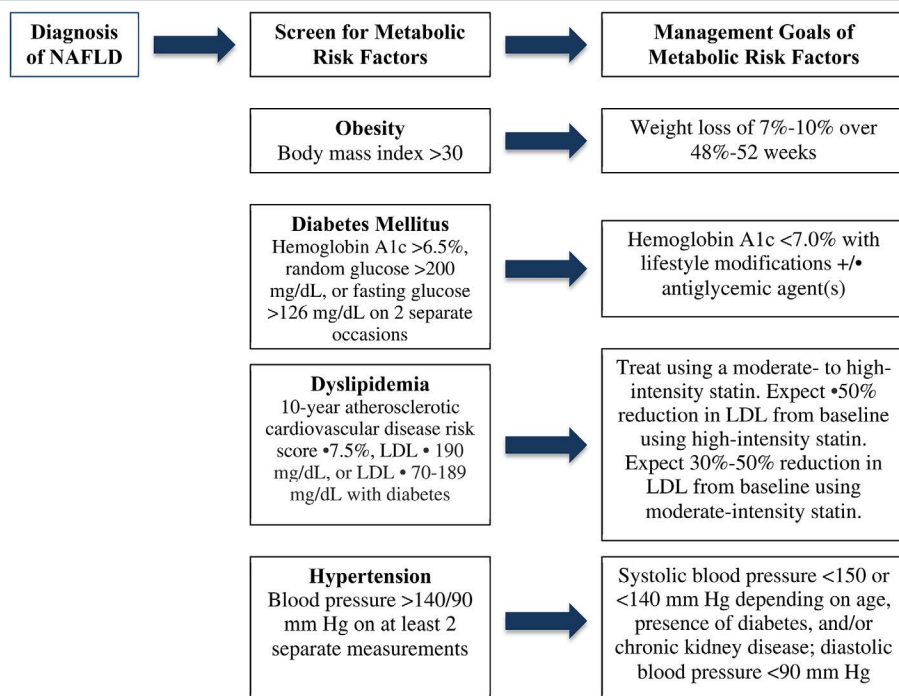 Diagnosis
of NAFLD
Screen for Metabolic
Risk Factors
Management Goals of
Metabolic Risk Factors
Obesity
Body mass index >30
Weight loss of 7%-10% over
48%-52 weeks
Diabetes Mellitus
Hemoglobin A1c >6.5%,
random glucose >200
mg/dL, or fasting glucose
>126 mg/dL on 2 separate
occasions
Hemoglobin A1c <7.0% with
lifestyle modifications +/•
antiglycemic agent(s)
Dyslipidemia
10-year atherosclerotic
cardiovascular disease risk
score •7.5%, LDL • 190
mg/dL, or LDL • 70-189
mg/dL with diabetes
Treat using a moderate- to high-
intensity statin. Expect •50%
reduction in LDL from baseline
using high-intensity statin.
Expect 30%-50% reduction in
LDL from baseline using
moderate-intensity statin.
Hypertension
Blood pressure >140/90
mm Hg on at least 2
separate measurements
Systolic blood pressure <150 or
<140 mm Hg depending on age,
presence of diabetes, and/or
chronic kidney disease; diastolic
blood pressure <90 mm Hg